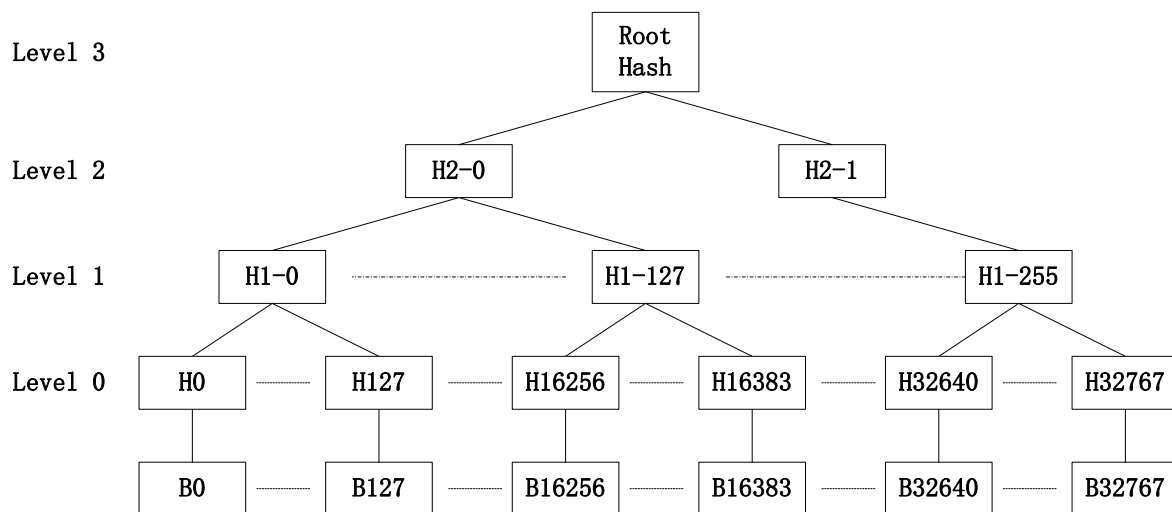 Level 3
Root
Hash
Level 2
H2-0
H2-1
Level 1
H1-0
H1-127
H1-255
Level 0
H0
H127
H16256
H16383
H32640
H32767
B0
B127
B16256
B16383
B32640
B32767